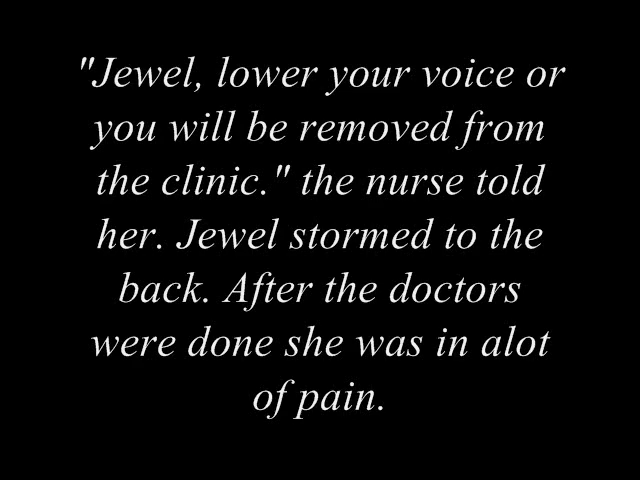 "Jewel, lower your voice or
you will be removed from
the clinic." the nurse told
her. Jewel stormed to the
back. After the doctors
were done she was in alot
of pain.